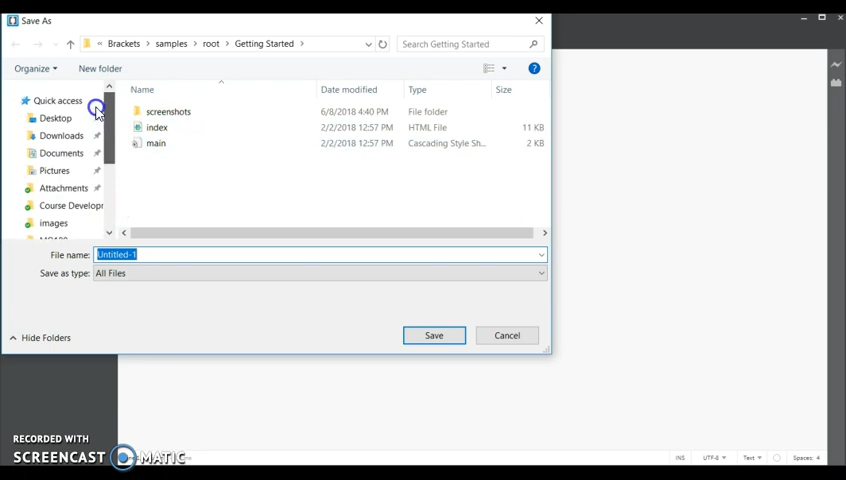 Save As
« Brackets › samples › root › Getting Started ›
Search Getting Started
Organize
New folder
Name Date modified Type Size
Quick access
Desktop
Downloads
Documents
Pictures
Attachments
Course Developr
images
screenshots 6/8/2018 4:40 PM File folder
index 2/2/2018 12:57 PM HTML File 11 KB
main 2/2/2018 12:57 PM Cascading Style Sh... 2 KB
File name: Untitled-1
Save as type: All Files
Hide Folders
Save
Cancel
RECORDED WITH
SCREENCAST MATIC
INS UTF-8 Text Spaces: 4